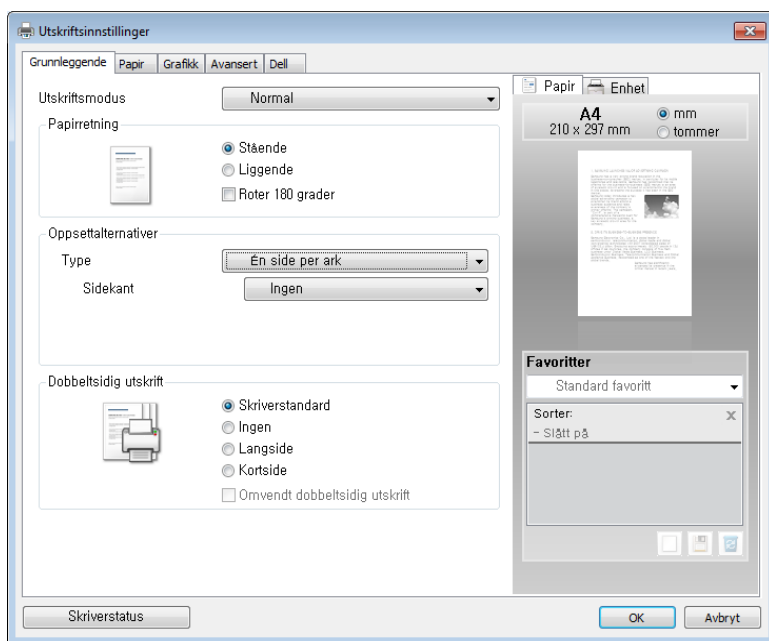 Utskriftsinnstillinger
Grunnleggende Papir Grafikk Avansert Dell
Utskriftsmodus Normal
Papirretning
Stående
Liggende
Roter 180 grader
Oppsettalternativer
Type Én side per ark
Sidekant Ingen
Dobbeltsidig utskrift
Skriverstandard
Ingen
Langside
Kortside
Omvendt dobbeltsidig utskrift
Papir Enhet
A4
210 x 297 mm
mm
tommer
Favoritter
Standard favoritt
Sorter:
- Slått på
Skriverstatus
OK Avbryt